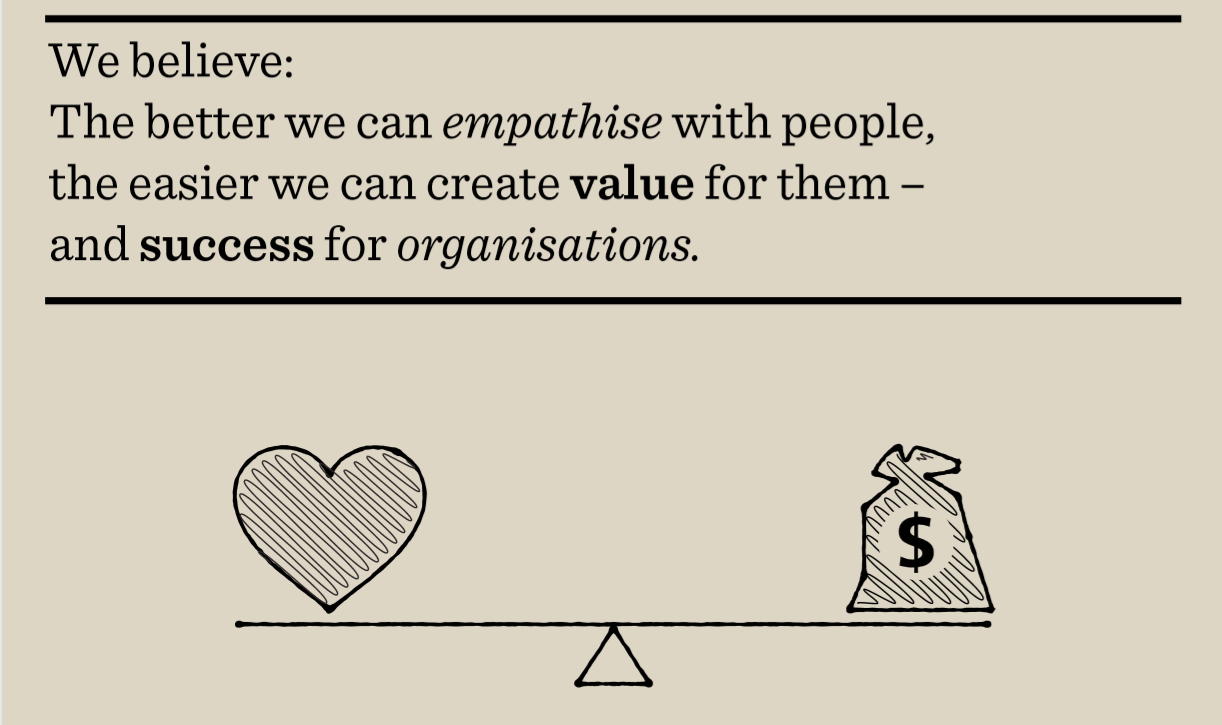 We believe:
The better we can empathise with people,
the easier we can create value for them –
and success for organisations.
$